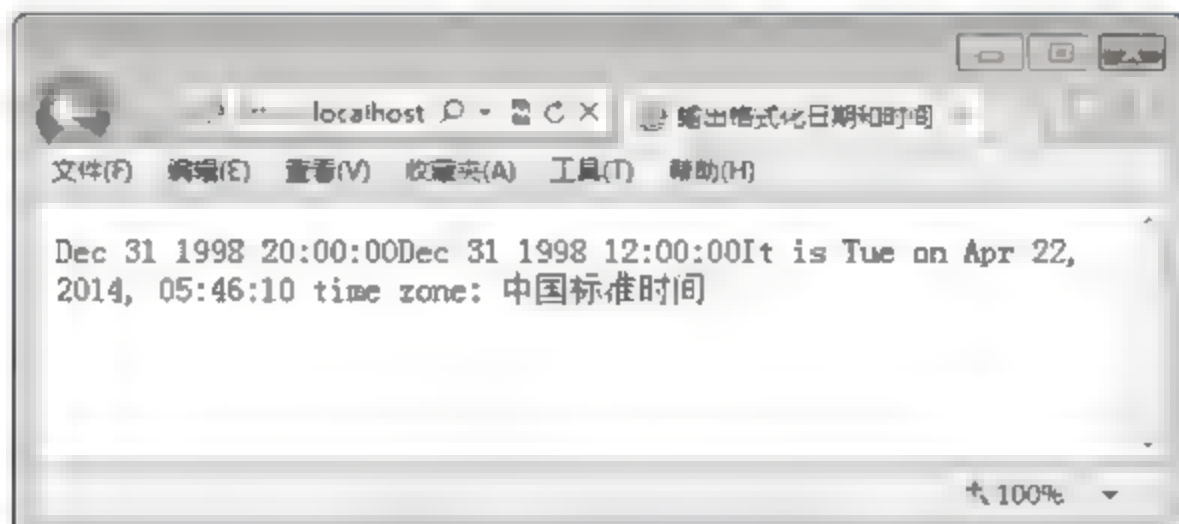 localhost
输出格式化日期和时间
文件(F) 编辑(E) 查看(V) 收藏夹(A) 工具(T) 帮助(H)
Dec 31 1998 20:00:00Dec 31 1998 12:00:00It is Tue on Apr 22,
2014, 05:46:10 time zone: 中国标准时间
100%